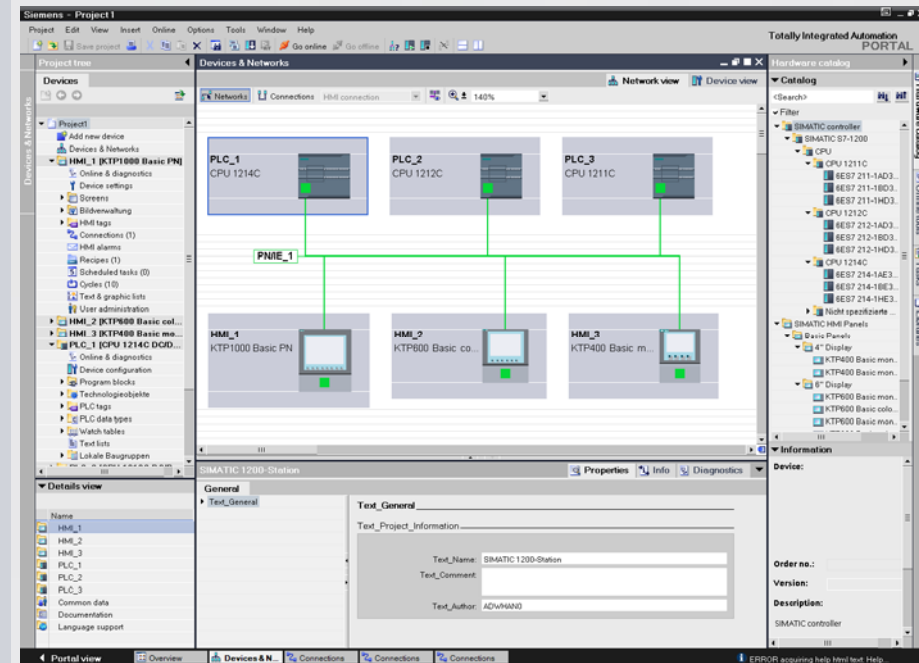 Siemens - Project1
Project Edit View Insert Online Options Tools Window Help
Save project
Go online
Go offline
Totally Integrated Automation
PORTAL
Project tree
Devices
Devices & Networks
Project1
Add new device
Devices & Networks
HMI_1 [KTP1000 Basic PN]
Online & diagnostics
Device settings
Screens
Bildverwaltung
HMI tags
Connections (1)
HMI alarms
Recipes (1)
Scheduled tasks (0)
Cycles (10)
Text & graphic lists
User administration
HMI_2 [KTP600 Basic col...
HMI_3 [KTP400 Basic mo...
PLC_1 [CPU 1214C DC/D...
Online & diagnostics
Device configuration
Program blocks
Technologieobjekte
PLC tags
PLC data types
Watch tables
Text lists
Lokale Baugruppen
Details view
Name
HMI_1
HMI_2
HMI_3
PLC_1
PLC_2
PLC_3
Common data
Documentation
Language support
Devices & Networks
Network view
Device view
Networks
Connections
HMI connection
140%
PLC_1
CPU 1214C
PLC_2
CPU 1212C
PLC_3
CPU 1211C
PN/IE_1
HMI_1
KTP1000 Basic PN
HMI_2
KTP600 Basic co...
HMI_3
KTP400 Basic m...
SIMATIC 1200-Station
Properties
Info
Diagnostics
General
Text_General
Text_General
Text_Project_Information
Text_Name: SIMATIC 1200-Station
Text_Comment:
Text_Author: ADWHAN0
Hardware catalog
Catalog
<Search>
Filter
SIMATIC controller
SIMATIC S7-1200
CPU
CPU 1211C
6ES7 211-1AD3...
6ES7 211-1BD3...
6ES7 211-1HD3...
CPU 1212C
6ES7 212-1AD3...
6ES7 212-1BD3...
6ES7 212-1HD3...
CPU 1214C
6ES7 214-1AE3...
6ES7 214-1BE3...
6ES7 214-1HE3...
Nicht spezifizierte ...
SIMATIC HMI Panels
Basic Panels
4" Display
KTP400 Basic mon...
KTP400 Basic mon...
6" Display
KTP600 Basic mon...
KTP600 Basic colo...
KTP600 Basic mon...
Information
Device:
Order no.:
Version:
Description:
SIMATIC controller
Portal view
Overview
Devices & N...
Connections
Connections
Connections
ERROR acquiring help html text: Help...